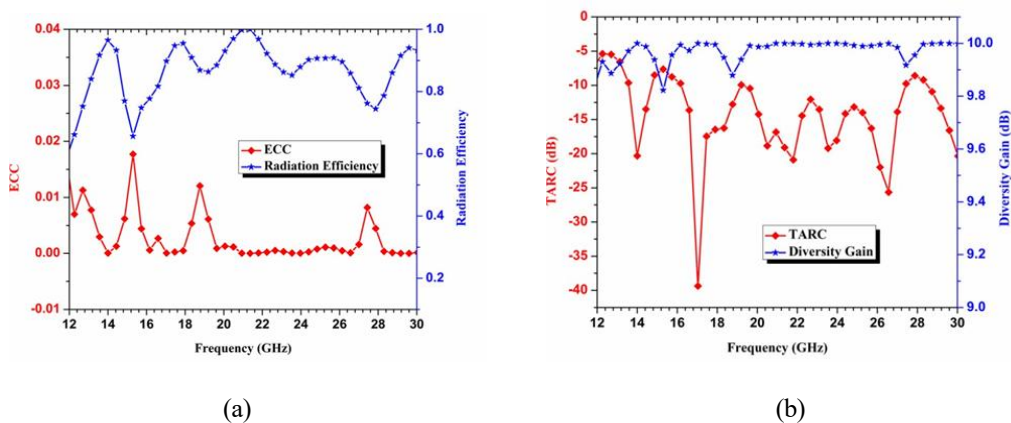 0.04
0.03
0.02
0.01
0.00
-0.01
ECC
1.0
0.8
0.6
0.4
0.2
Radiation Efficiency
ECC
Radiation Efficiency
12 14 16 18 20 22 24 26 28 30
Frequency (GHz)
(a)
0
-5
-10
-15
-20
-25
-30
-35
-40
TARC (dB)
10.0
9.8
9.6
9.4
9.2
9.0
Diversity Gain (dB)
TARC
Diversity Gain
12 14 16 18 20 22 24 26 28 30
Frequency (GHz)
(b)